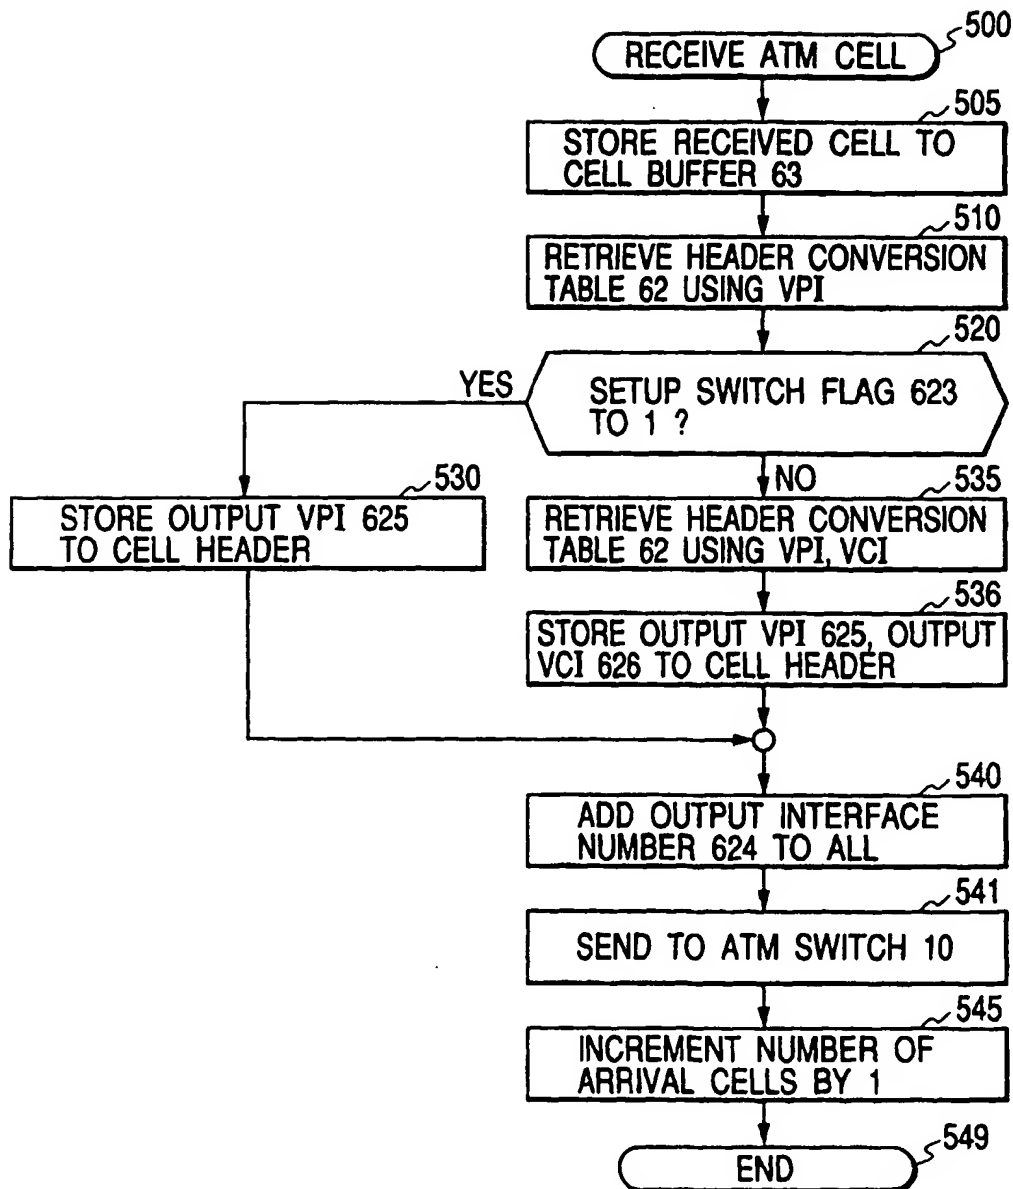 500
RECEIVE ATM CELL
505
STORE RECEIVED CELL TO
CELL BUFFER 63
510
RETRIEVE HEADER CONVERSION
TABLE 62 USING VPI
520
SETUP SWITCH FLAG 623
TO 1 ?
YES
NO
530
STORE OUTPUT VPI 625
TO CELL HEADER
535
RETRIEVE HEADER CONVERSION
TABLE 62 USING VPI, VCI
536
STORE OUTPUT VPI 625, OUTPUT
VCI 626 TO CELL HEADER
540
ADD OUTPUT INTERFACE
NUMBER 624 TO ALL
541
SEND TO ATM SWITCH 10
545
INCREMENT NUMBER OF
ARRIVAL CELLS BY 1
549
END